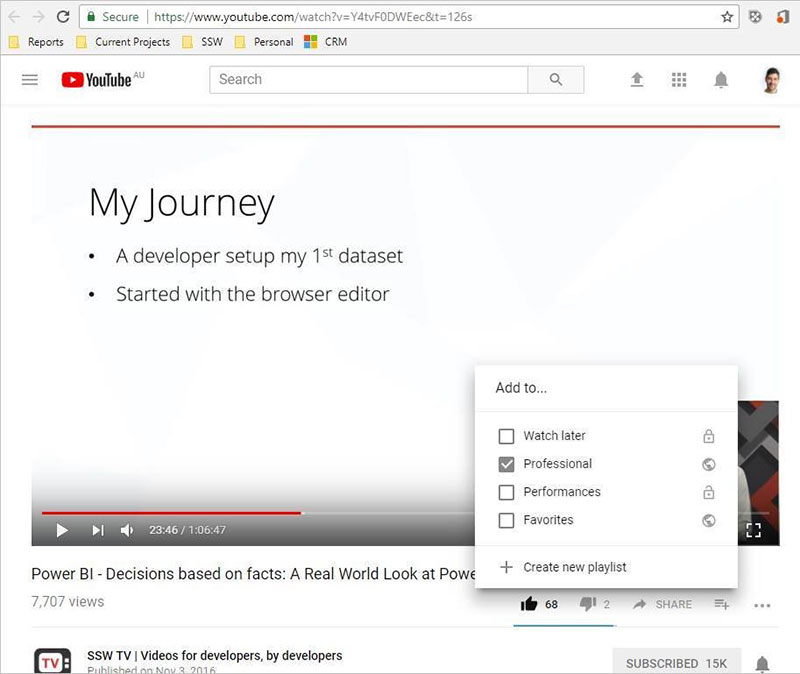 Secure https://www.youtube.com/watch?v=Y4tvF0DWEec&t=126s
Reports Current Projects SSW Personal CRM
YouTube AU Search
My Journey
• A developer setup my 1st dataset
• Started with the browser editor
Add to...
Watch later
Professional
Performances
Favorites
Create new playlist
23:46 / 1:06:47
Power BI - Decisions based on facts: A Real World Look at Powe
7,707 views
68 2 SHARE
TV
SSW TV | Videos for developers, by developers
Published on Nov 3, 2016
SUBSCRIBED 15K